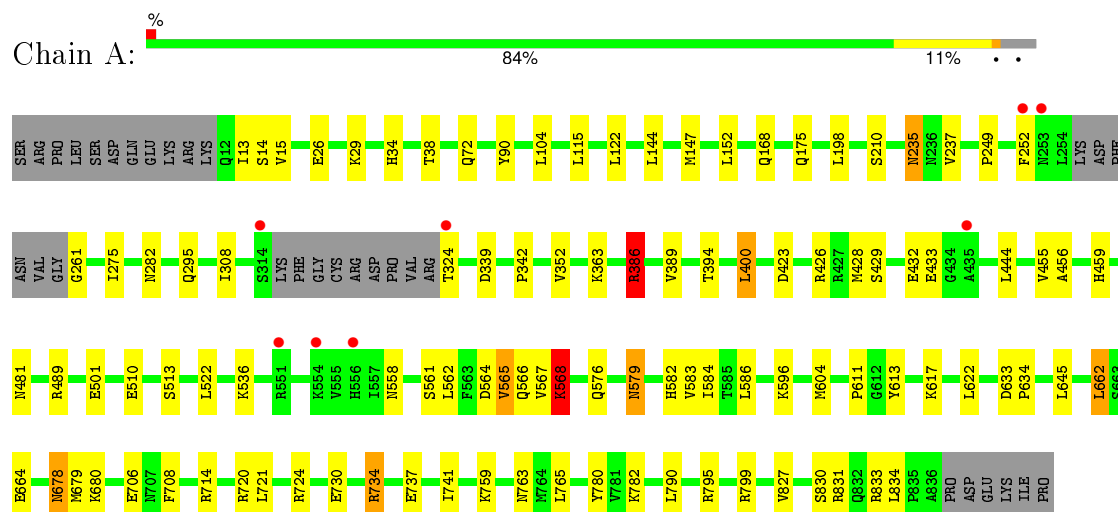 %
Chain A:
84% 11% • •
SER ARG PRO LEU SER ASP GLN GLU LYS ARG LYS Q12 I13 S14 V15 E26 K29 H34 T38 Q72 Y90 L104 L115 L122 L144 M147 L152 Q168 Q175 L198 S210 N235 N236 V237 P249 F252 N253 L254 LYS ASP PHE
ASN VAL GLY G261 I275 N282 Q295 I308 S314 LYS PHE GLY CYS ARG ASP PRO VAL ARG T324 D339 P342 V352 K363 R386 V389 T394 L400 D423 R426 R427 M428 S429 E432 E433 G434 A435 L444 V455 A456 H459
N481 R489 E501 E510 S513 L522 K536 R551 K554 V555 H556 I557 N558 S561 L562 F563 D564 V565 Q566 V567 K568 Q576 N579 H582 V583 I584 T585 L586 K596 M604 P611 G612 Y613 K617 L622 D633 P634 L645 L662 S663
E664 N678 M679 K680 E706 N707 F708 R714 R720 L721 R724 E730 R734 E737 I741 K759 N763 M764 L765 Y780 V781 K782 L790 R795 R799 V827 S830 R831 Q832 R833 L834 P835 A836 PRO ASP GLU LYS ILE PRO